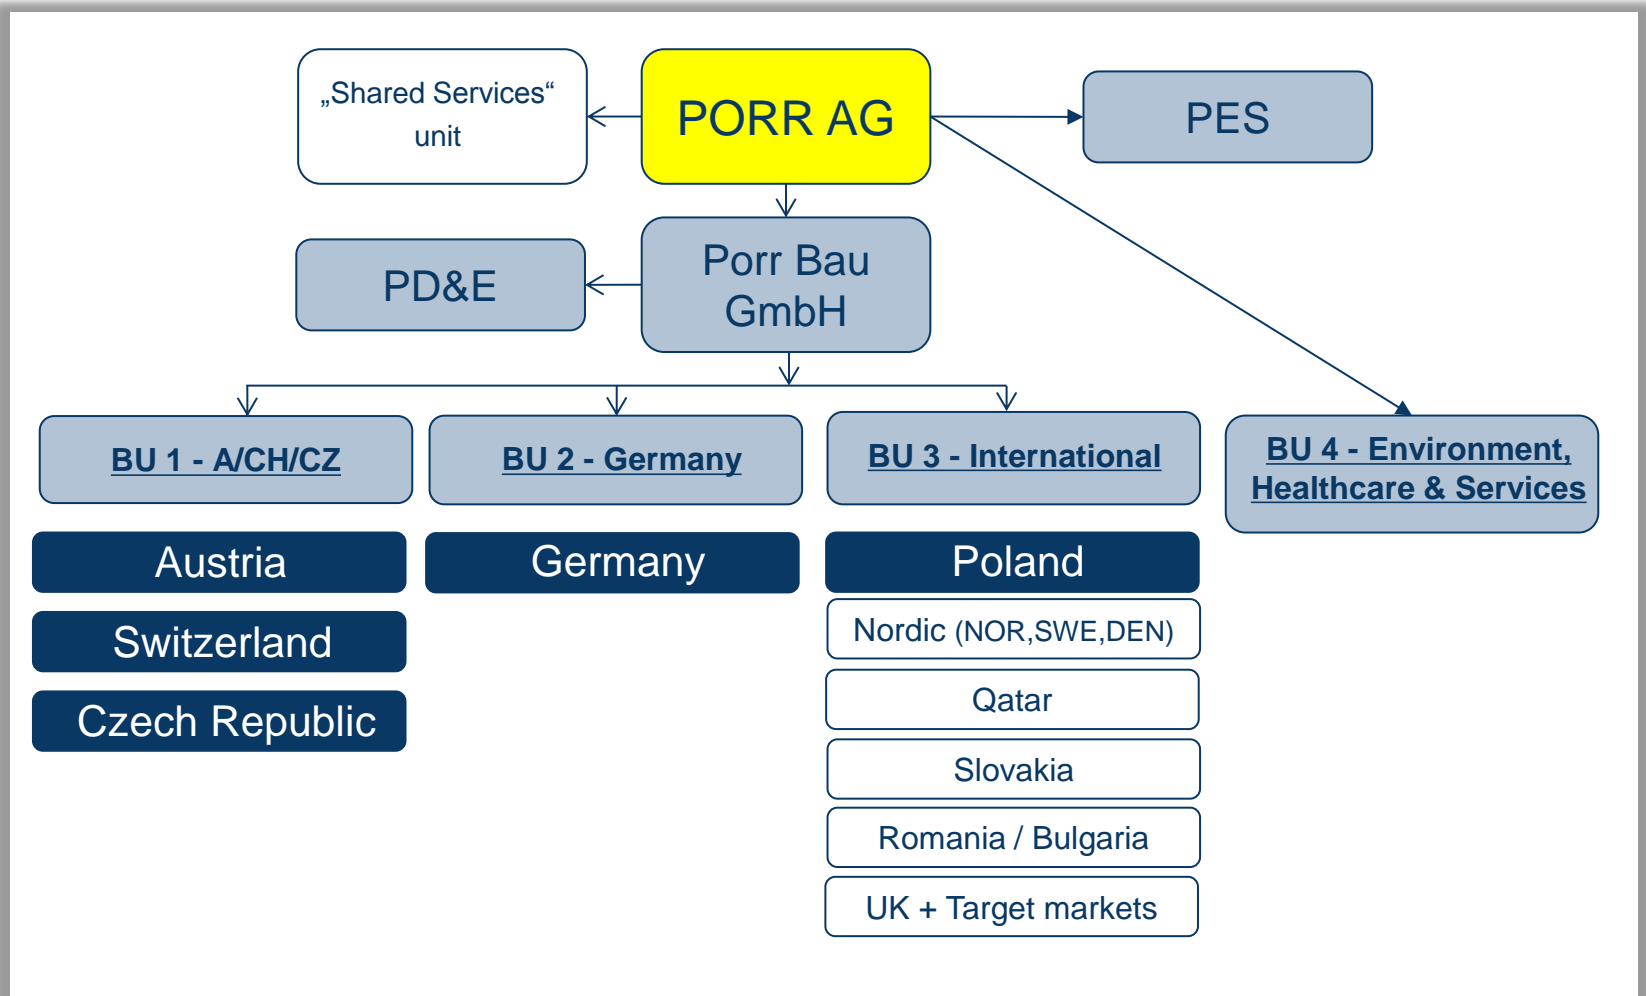 „Shared Services“
unit
PORR AG
PES
PD&E
Porr Bau
GmbH
BU 1 - A/CH/CZ
BU 2 - Germany
BU 3 - International
BU 4 - Environment,
Healthcare & Services
Austria
Germany
Poland
Switzerland
Nordic (NOR,SWE,DEN)
Czech Republic
Qatar
Slovakia
Romania / Bulgaria
UK + Target markets